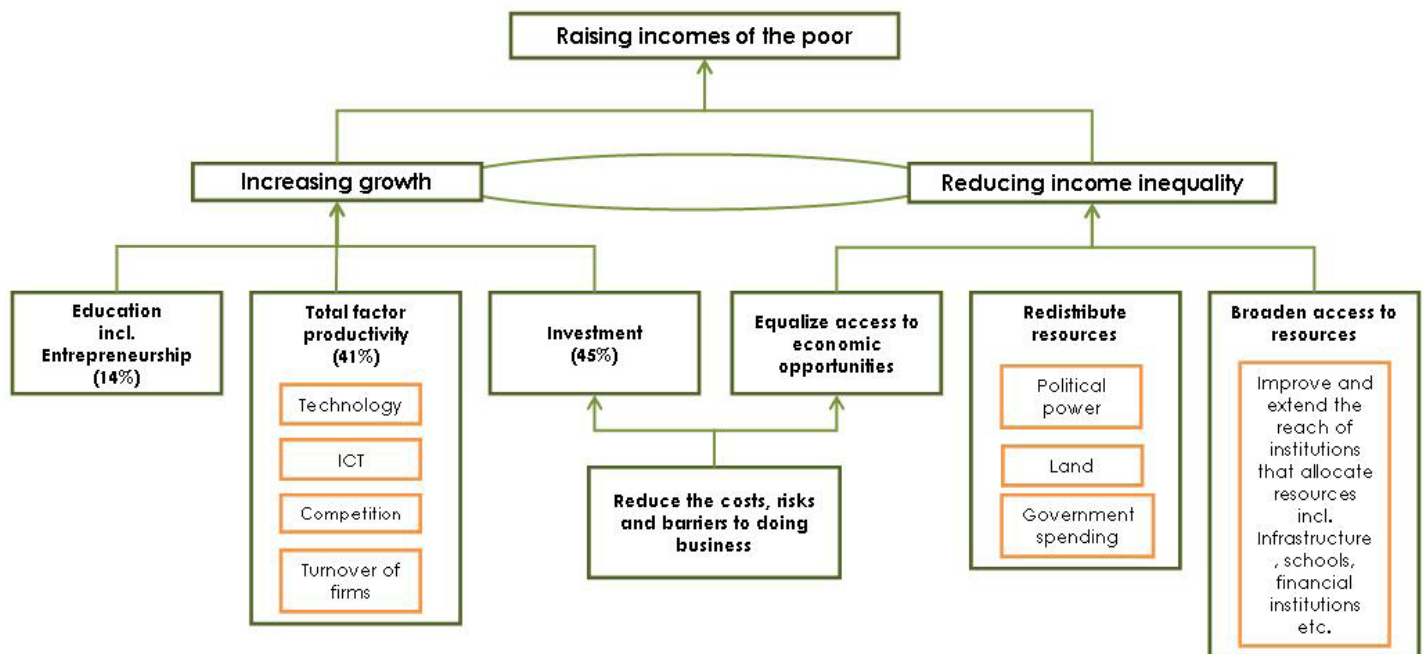 Raising incomes of the poor
Increasing growth
Reducing income inequality
Education
incl.
Entrepreneurship
(14%)
Total factor
productivity
(41%)
Technology
ICT
Competition
Turnover of
firms
Investment
(45%)
Equalize access to
economic
opportunities
Reduce the costs, risks
and barriers to doing
business
Redistribute
resources
Political
power
Land
Government
spending
Broaden access to
resources
Improve and
extend the
reach of
institutions
that allocate
resources
incl.
Infrastructure
, schools,
financial
institutions
etc.